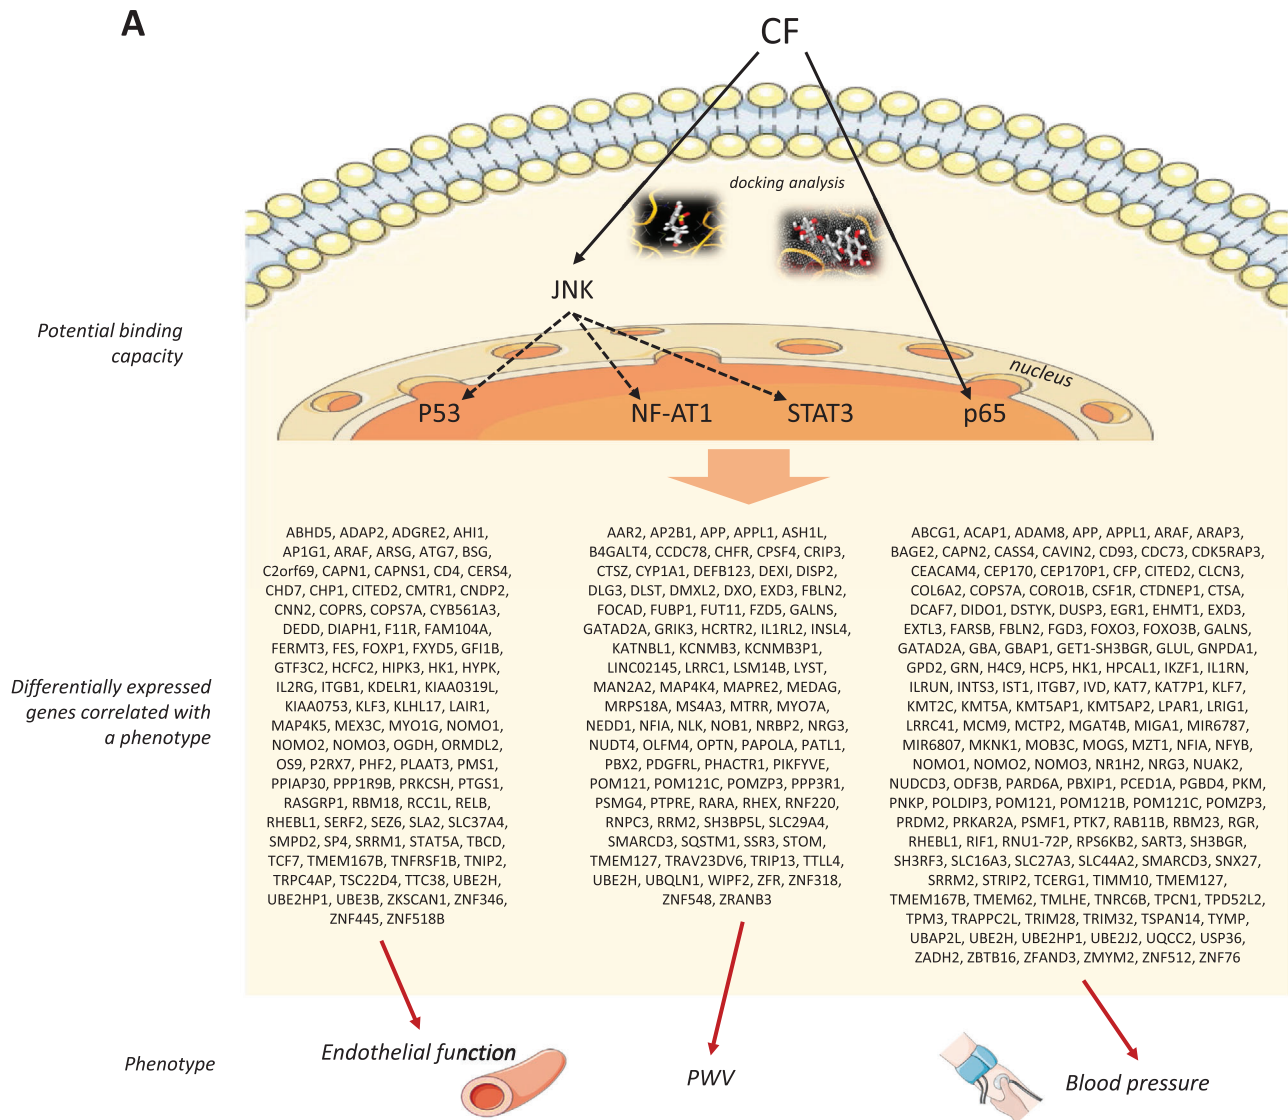 A
CF
docking analysis
JNK
Potential binding
capacity
nucleus
P53
NF-AT1
STAT3
p65
Differentially expressed
genes correlated with
a phenotype
ABHD5, ADAP2, ADGRE2, AHI1,
AP1G1, ARAF, ARSG, ATG7, BSG,
C2orf69, CAPN1, CAPNS1, CD4, CERS4,
CHD7, CHP1, CITED2, CMTR1, CNDP2,
CNN2, COPRS, COPS7A, CYB561A3,
DEDD, DIAPH1, F11R, FAM104A,
FERMT3, FES, FOXP1, FXYD5, GFI1B,
GTF3C2, HCFC2, HIPK3, HK1, HYPK,
IL2RG, ITGB1, KDELR1, KIAA0319L,
KIAA0753, KLF3, KLHL17, LAIR1,
MAP4K5, MEX3C, MYO1G, NOMO1,
NOMO2, NOMO3, OGDH, ORMDL2,
OS9, P2RX7, PHF2, PLAAT3, PMS1,
PPIAP30, PPP1R9B, PRKCSH, PTGS1,
RASGRP1, RBM18, RCC1L, RELB,
RHEBL1, SERF2, SEZ6, SLA2, SLC37A4,
SMPD2, SP4, SRRM1, STAT5A, TBCD,
TCF7, TMEM167B, TNFRSF1B, TNIP2,
TRPC4AP, TSC22D4, TTC38, UBE2H,
UBE2HP1, UBE3B, ZKSCAN1, ZNF346,
ZNF445, ZNF518B
AAR2, AP2B1, APP, APPL1, ASH1L,
B4GALT4, CCDC78, CHFR, CPSF4, CRIP3,
CTSZ, CYP1A1, DEFB123, DEXI, DISP2,
DLG3, DLST, DMXL2, DXO, EXD3, FBLN2,
FOCAD, FUBP1, FUT11, FZD5, GALNS,
GATAD2A, GRIK3, HCRTR2, IL1RL2, INSL4,
KATNBL1, KCNMB3, KCNMB3P1,
LINC02145, LRRC1, LSM14B, LYST,
MAN2A2, MAP4K4, MAPRE2, MEDAG,
MRPS18A, MS4A3, MTRR, MYO7A,
NEDD1, NFIA, NLK, NOB1, NRBP2, NRG3,
NUDT4, OLFM4, OPTN, PAPOLA, PATL1,
PBX2, PDGFRL, PHACTR1, PIKFYVE,
POM121, POM121C, POMZP3, PPP3R1,
PSMG4, PTPRE, RARA, RHEX, RNF220,
RNPC3, RRM2, SH3BP5L, SLC29A4,
SMARCD3, SQSTM1, SSR3, STOM,
TMEM127, TRAV23DV6, TRIP13, TTLL4,
UBE2H, UBQLN1, WIPF2, ZFR, ZNF318,
ZNF548, ZRANB3
ABCG1, ACAP1, ADAM8, APP, APPL1, ARAF, ARAP3,
BAGE2, CAPN2, CASS4, CAVIN2, CD93, CDC73, CDK5RAP3,
CEACAM4, CEP170, CEP170P1, CFP, CITED2, CLCN3,
COL6A2, COPS7A, CORO1B, CSF1R, CTDNEP1, CTSA,
DCAF7, DIDO1, DSTYK, DUSP3, EGR1, EHMT1, EXD3,
EXTL3, FARSB, FBLN2, FGD3, FOXO3, FOXO3B, GALNS,
GATAD2A, GBA, GBAP1, GET1-SH3BGR, GLUL, GNPDA1,
GPD2, GRN, H4C9, HCP5, HK1, HPCAL1, IKZF1, IL1RN,
ILRUN, INTS3, IST1, ITGB7, IVD, KAT7, KAT7P1, KLF7,
KMT2C, KMT5A, KMT5AP1, KMT5AP2, LPAR1, LRIG1,
LRRC41, MCM9, MCTP2, MGAT4B, MIGA1, MIR6787,
MIR6807, MKNK1, MOB3C, MOGS, MZT1, NFIA, NFYB,
NOMO1, NOMO2, NOMO3, NR1H2, NRG3, NUAK2,
NUDCD3, ODF3B, PARD6A, PBXIP1, PCED1A, PGBD4, PKM,
PNKP, POLDIP3, POM121, POM121B, POM121C, POMZP3,
PRDM2, PRKAR2A, PSMF1, PTK7, RAB11B, RBM23, RGR,
RHEBL1, RIF1, RNU1-72P, RPS6KB2, SART3, SH3BGR,
SH3RF3, SLC16A3, SLC27A3, SLC44A2, SMARCD3, SNX27,
SRRM2, STRIP2, TCERG1, TIMM10, TMEM127,
TMEM167B, TMEM62, TMLHE, TNRC6B, TPCN1, TPD52L2,
TPM3, TRAPPC2L, TRIM28, TRIM32, TSPAN14, TYMP,
UBAP2L, UBE2H, UBE2HP1, UBE2J2, UQCC2, USP36,
ZADH2, ZBTB16, ZFAND3, ZMYM2, ZNF512, ZNF76
Phenotype
Endothelial function
PWV
Blood pressure